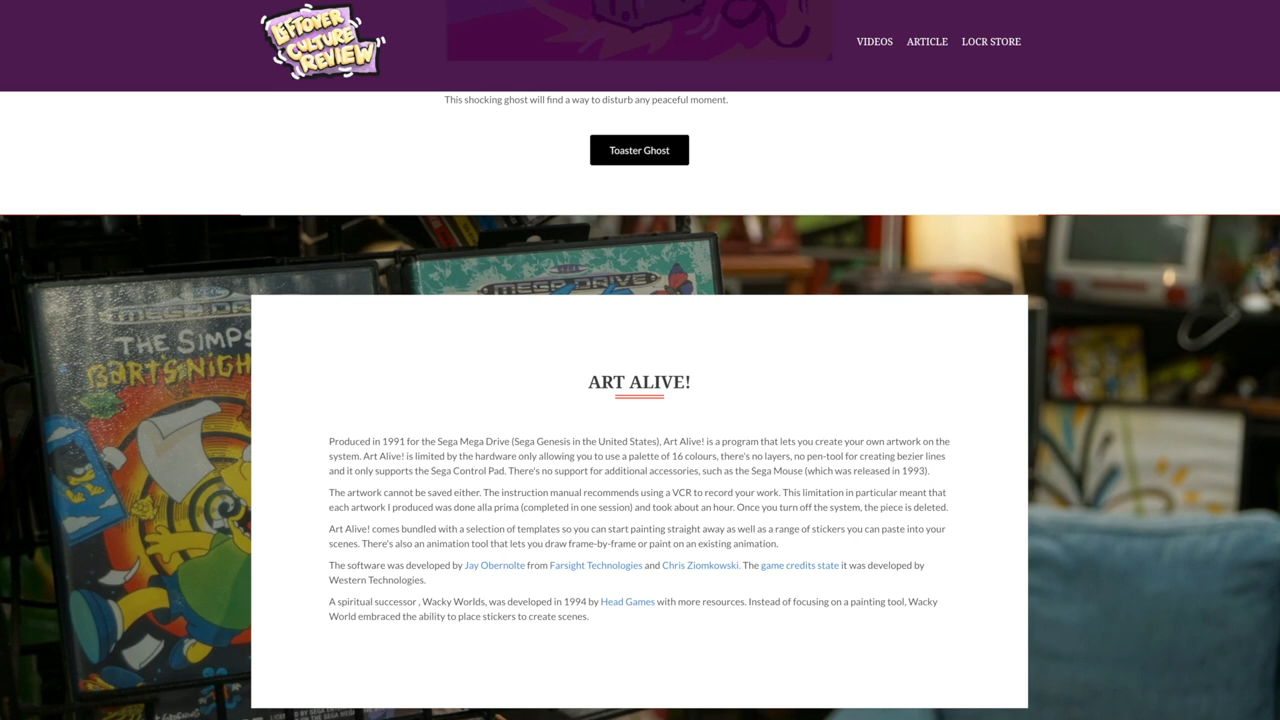 LEFTOVER
CULTURE
REVIEW
VIDEOS ARTICLE LOCR STORE
This shocking ghost will find a way to disturb any peaceful moment.
Toaster Ghost
MEGA DRIVE
MEGA DRIVE
THE SIMPS
BART'S NIGH
ART ALIVE!
Produced in 1991 for the Sega Mega Drive (Sega Genesis in the United States), Art Alive! is a program that lets you create your own artwork on the
system. Art Alive! is limited by the hardware only allowing you to use a palette of 16 colours, there's no layers, no pen-tool for creating bezier lines
and it only supports the Sega Control Pad. There's no support for additional accessories, such as the Sega Mouse (which was released in 1993).
The artwork cannot be saved either. The instruction manual recommends using a VCR to record your work. This limitation in particular meant that
each artwork I produced was done alla prima (completed in one session) and took about an hour. Once you turn off the system, the piece is deleted.
Art Alive! comes bundled with a selection of templates so you can start painting straight away as well as a range of stickers you can paste into your
scenes. There's also an animation tool that lets you draw frame-by-frame or paint on an existing animation.
The software was developed by Jay Obernolte from Farsight Technologies and Chris Ziomkowski. The game credits state it was developed by
Western Technologies.
A spiritual successor , Wacky Worlds, was developed in 1994 by Head Games with more resources. Instead of focusing on a painting tool, Wacky
World embraced the ability to place stickers to create scenes.